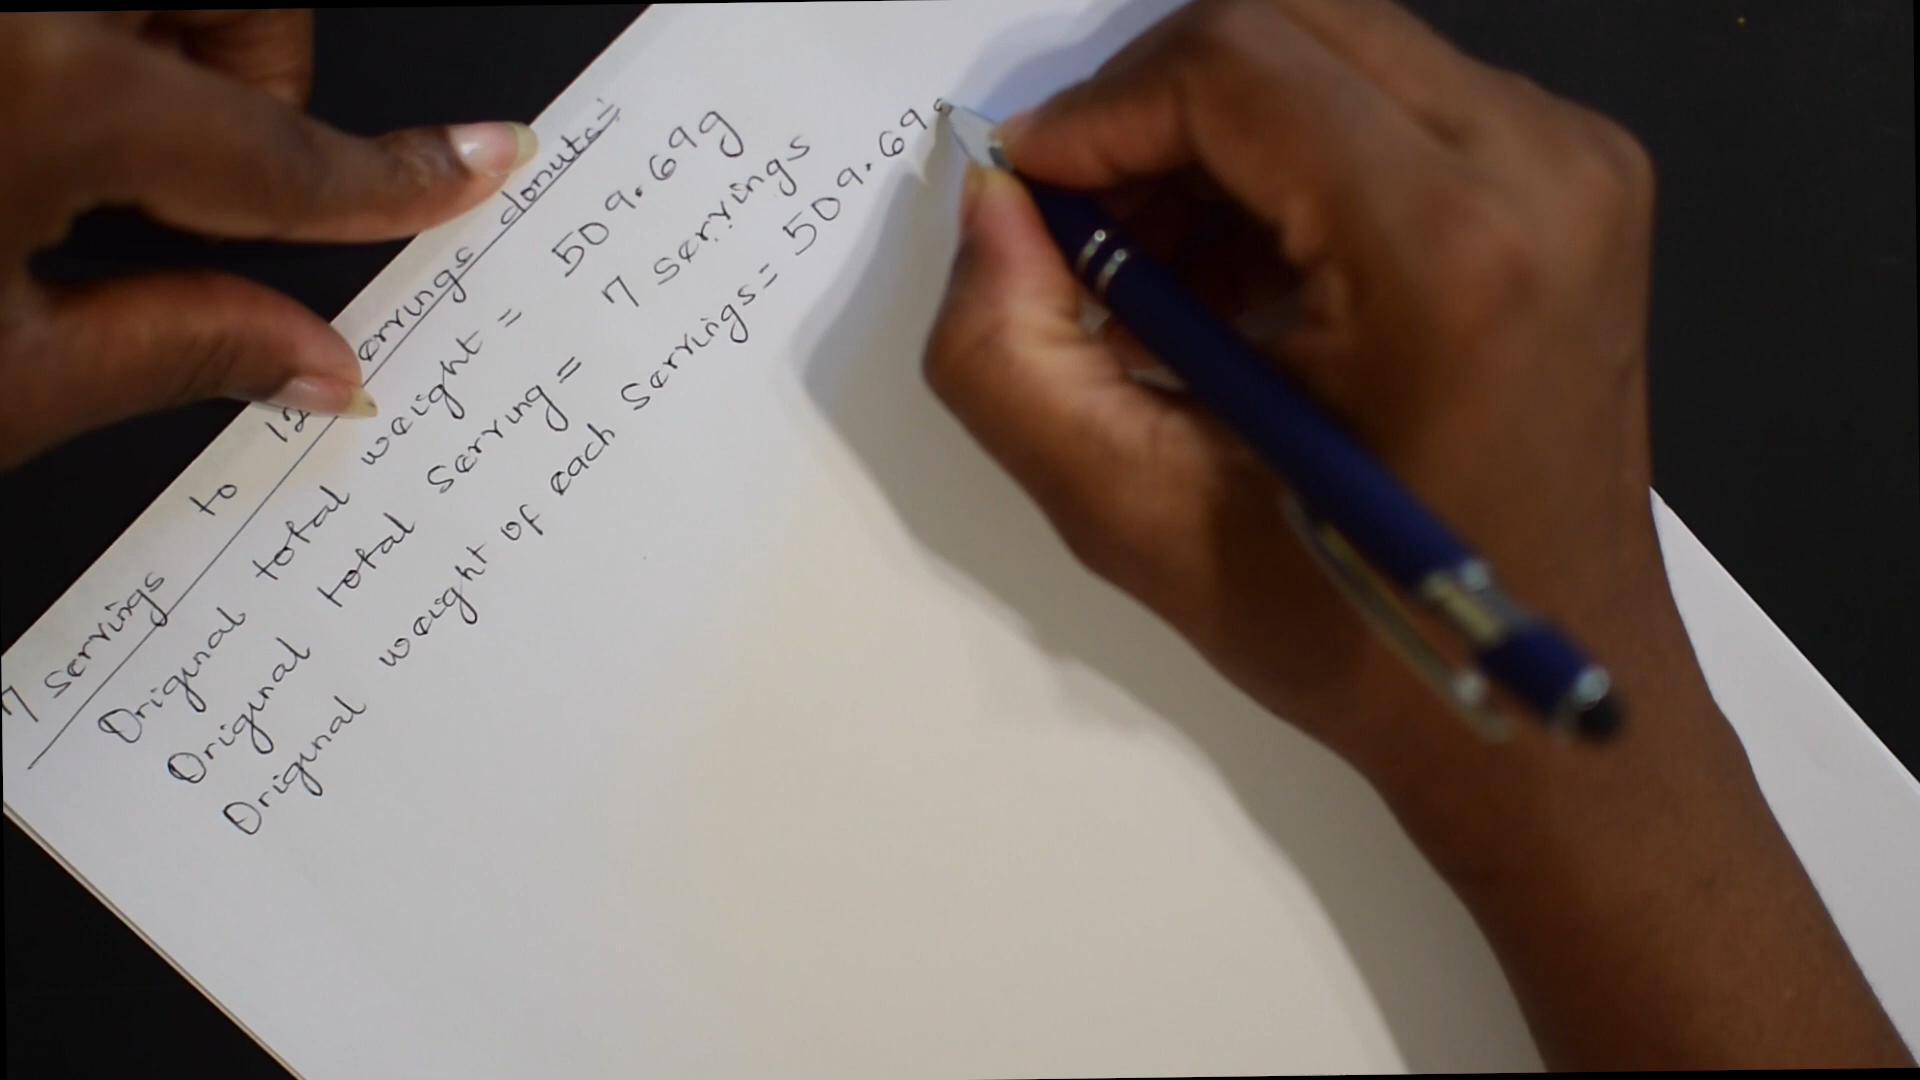 7 servings to 12 servings donuts=
Original total weight = 509.69g
Original total serving = 7 servings
Original weight of each servings= 509.69